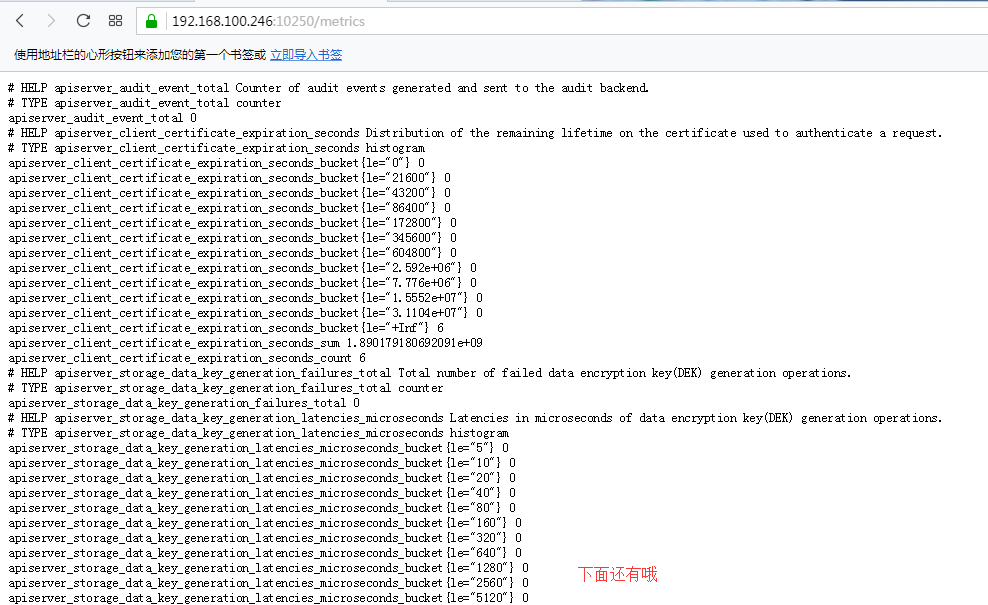 192.168.100.246:10250/metrics
使用地址栏的心形按钮来添加您的第一个书签或 立即导入书签
# HELP apiserver_audit_event_total Counter of audit events generated and sent to the audit backend.
# TYPE apiserver_audit_event_total counter
apiserver_audit_event_total 0
# HELP apiserver_client_certificate_expiration_seconds Distribution of the remaining lifetime on the certificate used to authenticate a request.
# TYPE apiserver_client_certificate_expiration_seconds histogram
apiserver_client_certificate_expiration_seconds_bucket{le="0"} 0
apiserver_client_certificate_expiration_seconds_bucket{le="21600"} 0
apiserver_client_certificate_expiration_seconds_bucket{le="43200"} 0
apiserver_client_certificate_expiration_seconds_bucket{le="86400"} 0
apiserver_client_certificate_expiration_seconds_bucket{le="172800"} 0
apiserver_client_certificate_expiration_seconds_bucket{le="345600"} 0
apiserver_client_certificate_expiration_seconds_bucket{le="604800"} 0
apiserver_client_certificate_expiration_seconds_bucket{le="2.592e+06"} 0
apiserver_client_certificate_expiration_seconds_bucket{le="7.776e+06"} 0
apiserver_client_certificate_expiration_seconds_bucket{le="1.5552e+07"} 0
apiserver_client_certificate_expiration_seconds_bucket{le="3.1104e+07"} 0
apiserver_client_certificate_expiration_seconds_bucket{le="+Inf"} 6
apiserver_client_certificate_expiration_seconds_sum 1.890179180692091e+09
apiserver_client_certificate_expiration_seconds_count 6
# HELP apiserver_storage_data_key_generation_failures_total Total number of failed data encryption key(DEK) generation operations.
# TYPE apiserver_storage_data_key_generation_failures_total counter
apiserver_storage_data_key_generation_failures_total 0
# HELP apiserver_storage_data_key_generation_latencies_microseconds Latencies in microseconds of data encryption key(DEK) generation operations.
# TYPE apiserver_storage_data_key_generation_latencies_microseconds histogram
apiserver_storage_data_key_generation_latencies_microseconds_bucket{le="5"} 0
apiserver_storage_data_key_generation_latencies_microseconds_bucket{le="10"} 0
apiserver_storage_data_key_generation_latencies_microseconds_bucket{le="20"} 0
apiserver_storage_data_key_generation_latencies_microseconds_bucket{le="40"} 0
apiserver_storage_data_key_generation_latencies_microseconds_bucket{le="80"} 0
apiserver_storage_data_key_generation_latencies_microseconds_bucket{le="160"} 0
apiserver_storage_data_key_generation_latencies_microseconds_bucket{le="320"} 0
apiserver_storage_data_key_generation_latencies_microseconds_bucket{le="640"} 0
apiserver_storage_data_key_generation_latencies_microseconds_bucket{le="1280"} 0
下面还有哦
apiserver_storage_data_key_generation_latencies_microseconds_bucket{le="2560"} 0
apiserver_storage_data_key_generation_latencies_microseconds_bucket{le="5120"} 0